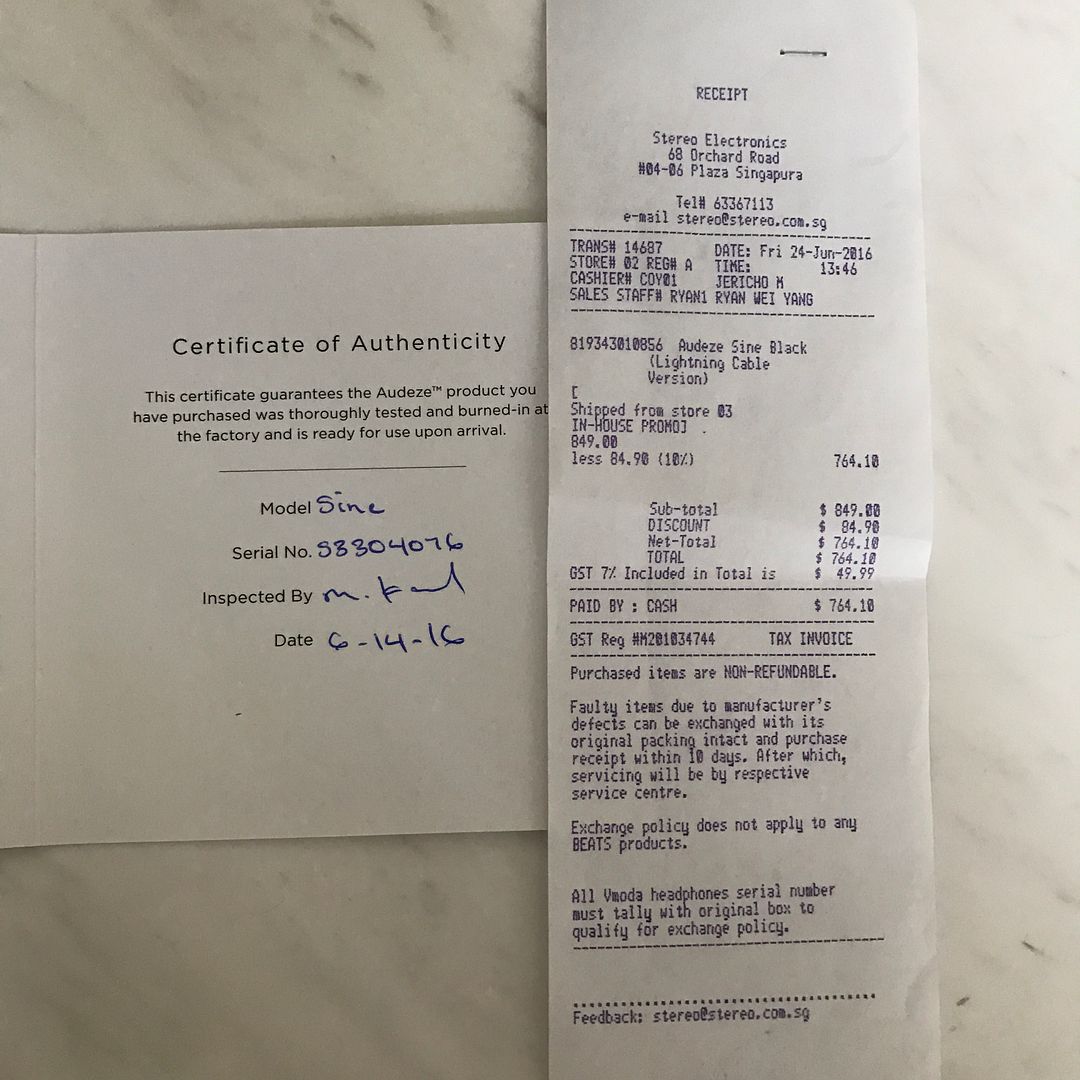 Certificate of Authenticity
This certificate guarantees the Audeze™ product you
have purchased was thoroughly tested and burned-in at
the factory and is ready for use upon arrival.
Model Sine
Serial No. S3304076
Inspected By m.
Date 6-14-16
RECEIPT
Stereo Electronics
68 Orchard Road
#04-06 Plaza Singapura
Tel# 63367113
e-mail stereo@stereo.com.sg
TRANS# 14687 DATE: Fri 24-Jun-2016
STORE# 02 REG# A TIME: 13:46
CASHIER# COY01 JERICHO M
SALES STAFF# RYAN1 RYAN WEI YANG
819343010856 Audeze Sine Black
(Lightning Cable
Version)
[
Shipped from store 03
IN-HOUSE PROMO] .
849.00
less 84.90 (10%) 764.10
Sub-total $ 849.00
DISCOUNT $ 84.90
Net-Total $ 764.10
TOTAL $ 764.10
GST 7% Included in Total is $ 49.99
PAID BY : CASH $ 764.10
GST Reg #M201034744 TAX INVOICE
Purchased items are NON-REFUNDABLE.
Faulty items due to manufacturer's
defects can be exchanged with its
original packing intact and purchase
receipt within 10 days. After which,
servicing will be by respective
service centre.
Exchange policy does not apply to any
BEATS products.
All Vmoda headphones serial number
must tally with original box to
qualify for exchange policy.
Feedback: stereo@stereo.com.sg